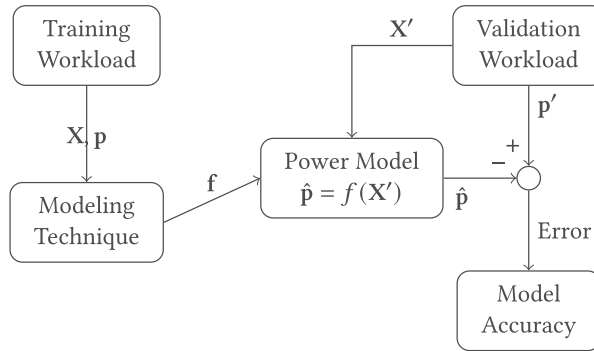 Training
Workload
Validation
Workload
X′
X, p
p′
Power Model
p̂ = f (X′)
f
+
−
p̂
Modeling
Technique
Error
Model
Accuracy